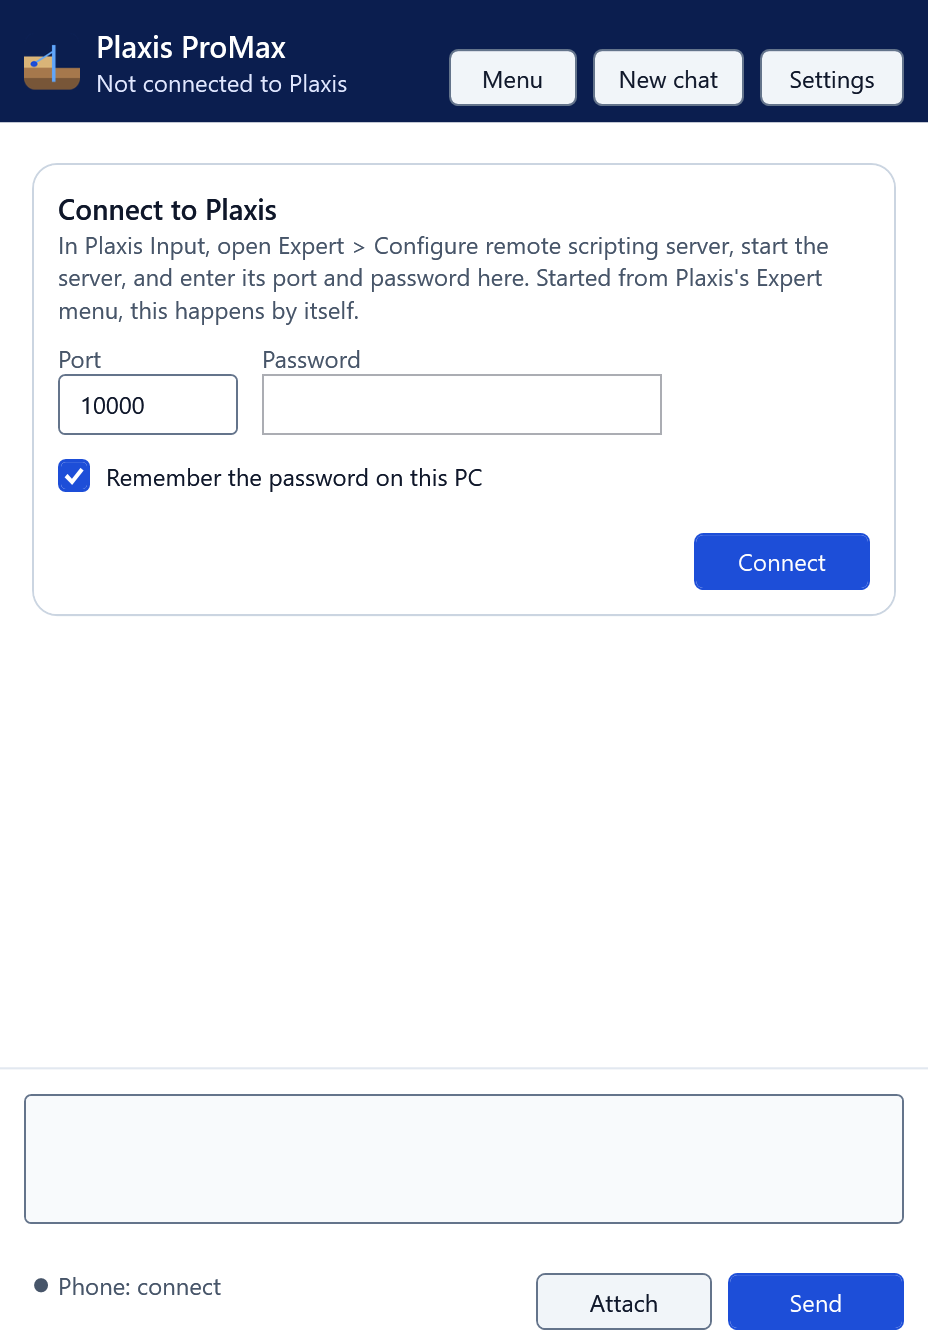 Plaxis ProMax
Not connected to Plaxis
Menu
New chat
Settings
Connect to Plaxis
In Plaxis Input, open Expert > Configure remote scripting server, start the
server, and enter its port and password here. Started from Plaxis's Expert
menu, this happens by itself.
Port
Password
10000
Remember the password on this PC
Connect
Phone: connect
Attach
Send